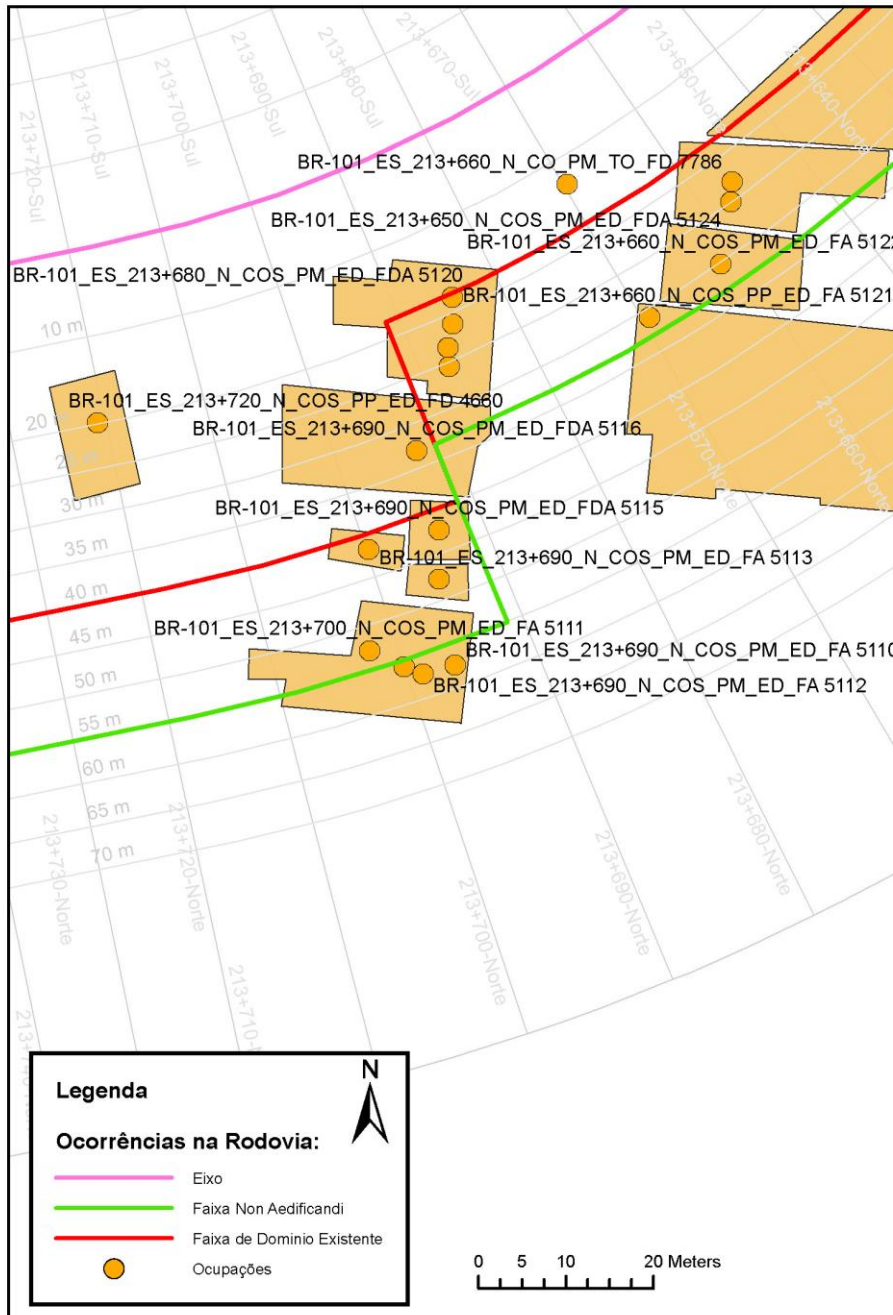 213+720-Sul
213+710-Sul
213+700-Sul
213+690-Sul
213+680-Sul
213+670-Sul
213+650-Norte
213+640-Norte
BR-101_ES_213+660_N_CO_PM_TO_FD 7786
BR-101_ES_213+650_N_COS_PM_ED_FDA 5124
BR-101_ES_213+660_N_COS_PM_ED_FA 5122
BR-101_ES_213+680_N_COS_PM_ED_FDA 5120
BR-101_ES_213+660_N_COS_PP_ED_FA 5121
10 m
BR-101_ES_213+720_N_COS_PP_ED_FD 4660
20 m
BR-101_ES_213+690_N_COS_PM_ED_FDA 5116
25 m
213+670-Norte
213+660-Norte
30 m
BR-101_ES_213+690_N_COS_PM_ED_FDA 5115
35 m
BR-101_ES_213+690_N_COS_PM_ED_FA 5113
40 m
45 m
BR-101_ES_213+700_N_COS_PM_ED_FA 5111
BR-101_ES_213+690_N_COS_PM_ED_FA 5110
50 m
BR-101_ES_213+690_N_COS_PM_ED_FA 5112
55 m
60 m
65 m
70 m
213+730-Norte
213+720-Norte
213+700-Norte
213+690-Norte
213+680-Norte
213+710-N
Legenda
N
Ocorrências na Rodovia:
Eixo
Faixa Non Aedificandi
Faixa de Dominio Existente
Ocupações
0 5 10 20 Meters